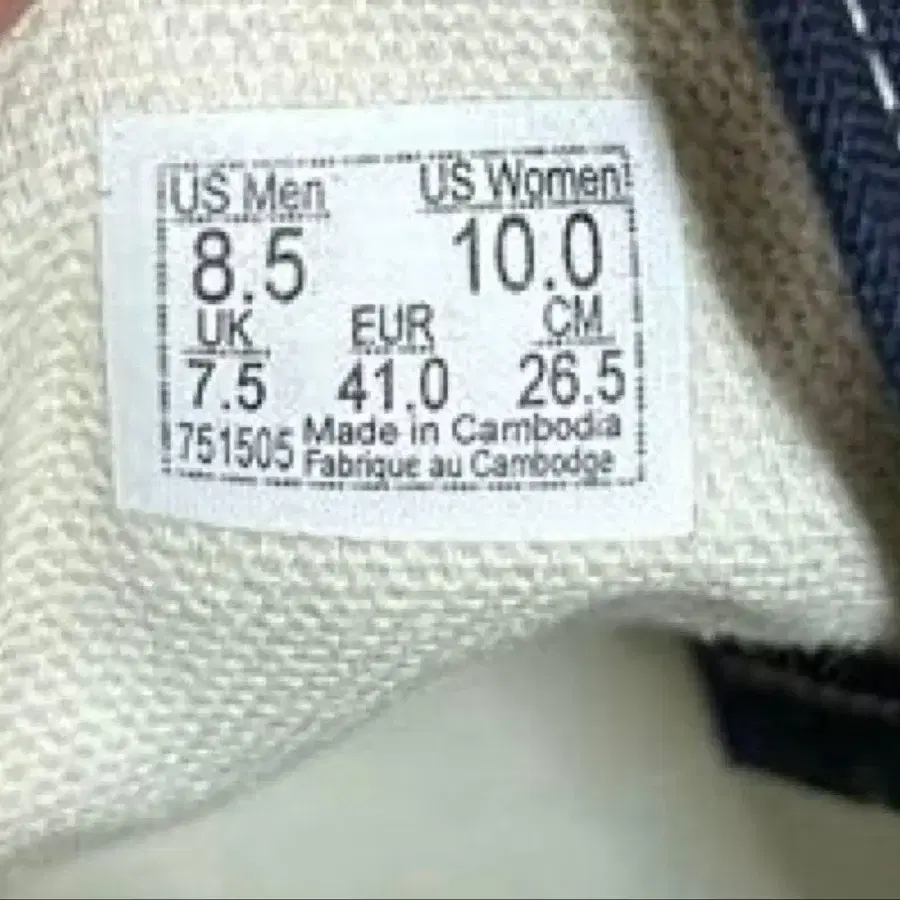 US Men US Women
8.5 10.0
UK EUR CM
7.5 41.0 26.5
751505 Made in Cambodia
Fabrique au Cambodge